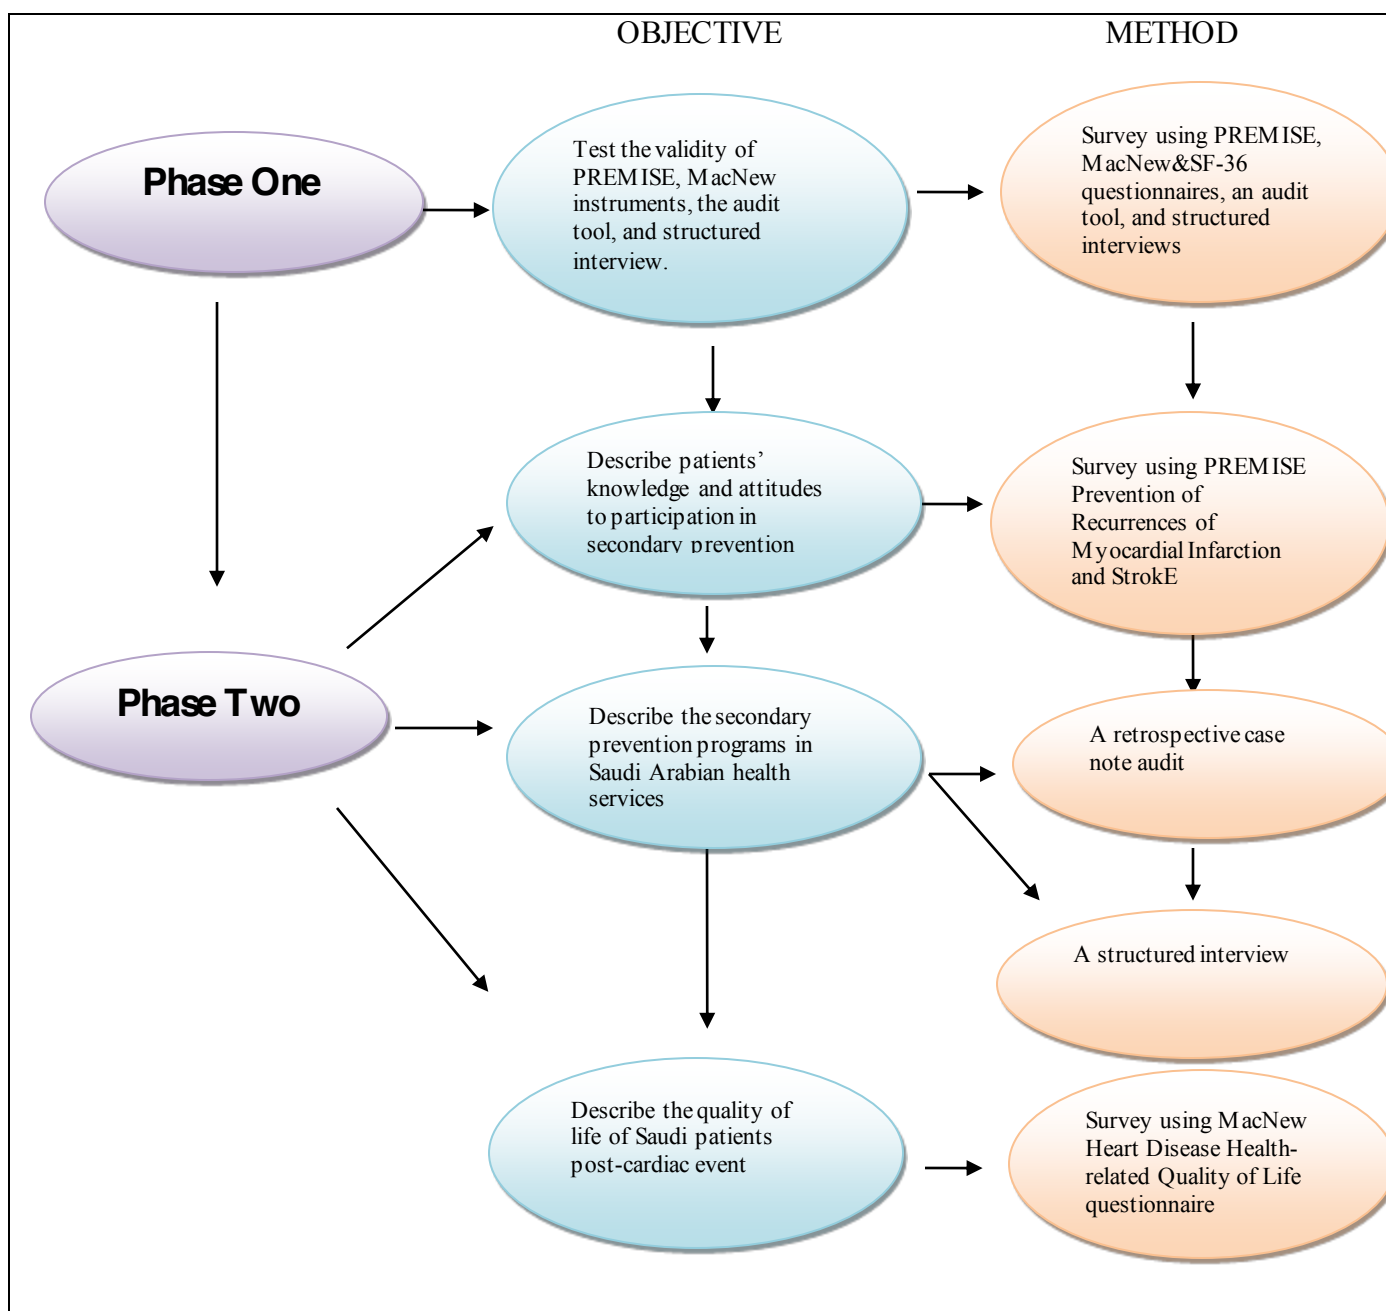 OBJECTIVE
METHOD
Phase One
Test the validity of
PREMISE, MacNew
instruments, the audit
tool, and structured
interview.
Survey using PREMISE,
MacNew&SF-36
questionnaires, an audit
tool, and structured
interviews
Describe patients’
knowledge and attitudes
to participation in
secondary prevention
Survey using PREMISE
Prevention of
Recurrences of
Myocardial Infarction
and StrokE
Phase Two
Describe the secondary
prevention programs in
Saudi Arabian health
services
A retrospective case
note audit
A structured interview
Describe the quality of
life of Saudi patients
post-cardiac event
Survey using MacNew
Heart Disease Health-
related Quality of Life
questionnaire